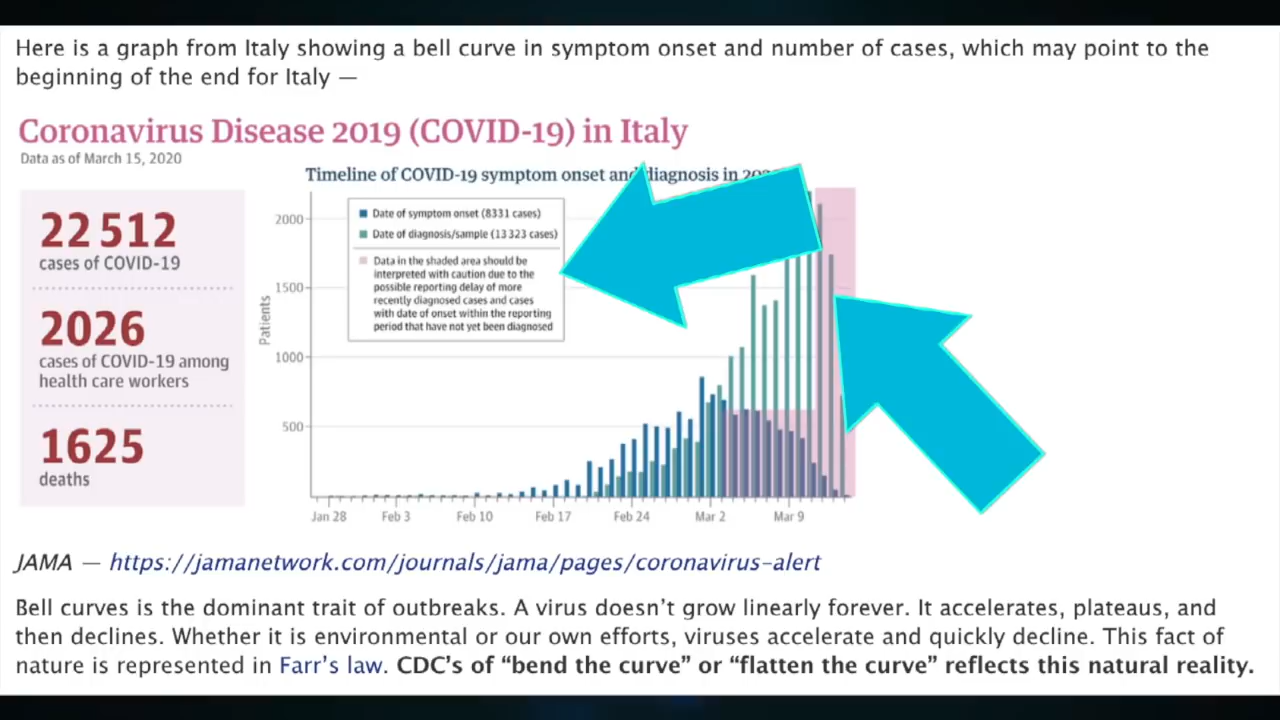 Here is a graph from Italy showing a bell curve in symptom onset and number of cases, which may point to the
beginning of the end for Italy —
Coronavirus Disease 2019 (COVID-19) in Italy
Data as of March 15, 2020
22 512
cases of COVID-19
2026
cases of COVID-19 among
health care workers
1625
deaths
Timeline of COVID-19 symptom onset and diagnosis in
Date of symptom onset (8331 cases)
Date of diagnosis/sample (13 323 cases)
Data in the shaded area should be
interpreted with caution due to the
possible reporting delay of more
recently diagnosed cases and cases
with date of onset within the reporting
period that have not yet been diagnosed
Patients
2000
1500
1000
500
Jan 28 Feb 3 Feb 10 Feb 17 Feb 24 Mar 2 Mar 9
JAMA — https://jamanetwork.com/journals/jama/pages/coronavirus-alert
Bell curves is the dominant trait of outbreaks. A virus doesn't grow linearly forever. It accelerates, plateaus, and
then declines. Whether it is environmental or our own efforts, viruses accelerate and quickly decline. This fact of
nature is represented in Farr's law. CDC's of “bend the curve” or “flatten the curve” reflects this natural reality.